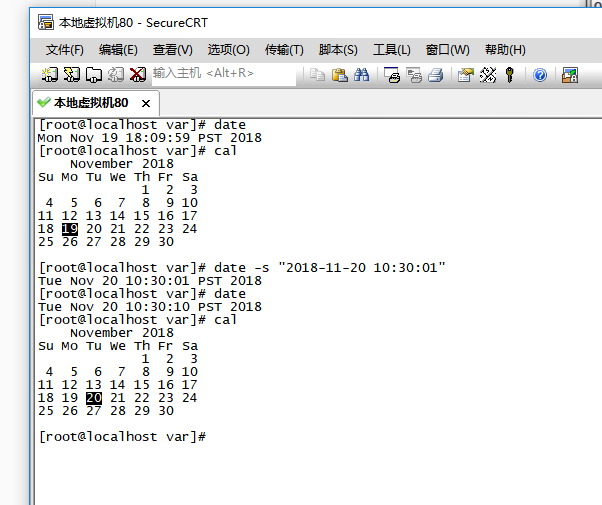 本地虚拟机80 - SecureCRT
文件(F) 编辑(E) 查看(V) 选项(O) 传输(T) 脚本(S) 工具(L) 窗口(W) 帮助(H)
输入主机 <Alt+R>
本地虚拟机80 ×
[root@localhost var]# date
Mon Nov 19 18:09:59 PST 2018
[root@localhost var]# cal
    November 2018
Su Mo Tu We Th Fr Sa
             1  2  3
 4  5  6  7  8  9 10
11 12 13 14 15 16 17
18 19 20 21 22 23 24
25 26 27 28 29 30
[root@localhost var]# date -s "2018-11-20 10:30:01"
Tue Nov 20 10:30:01 PST 2018
[root@localhost var]# date
Tue Nov 20 10:30:10 PST 2018
[root@localhost var]# cal
    November 2018
Su Mo Tu We Th Fr Sa
             1  2  3
 4  5  6  7  8  9 10
11 12 13 14 15 16 17
18 19 20 21 22 23 24
25 26 27 28 29 30
[root@localhost var]#